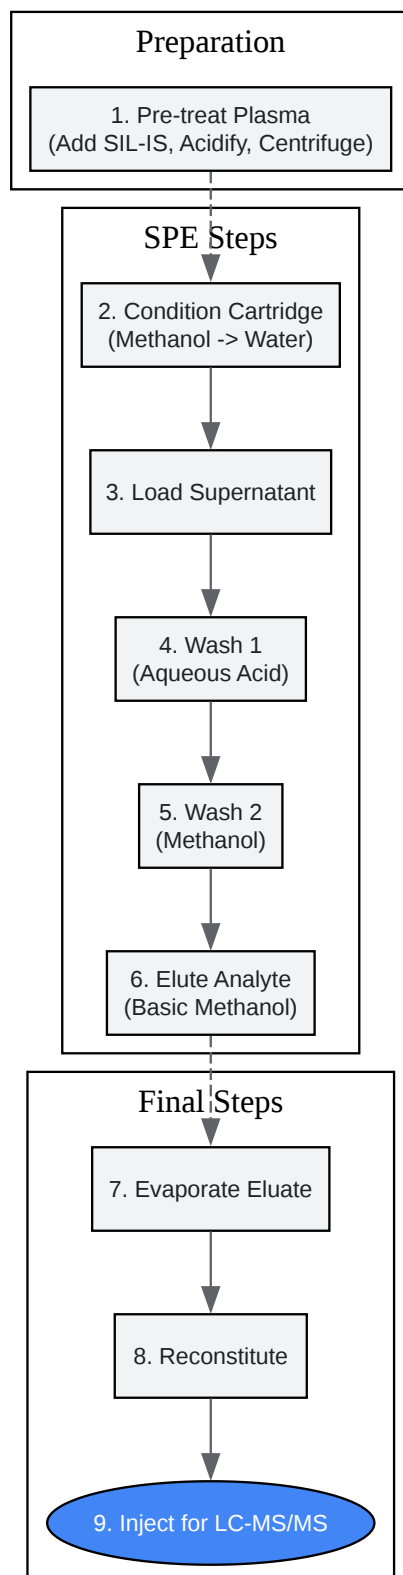 Preparation
1. Pre-treat Plasma
(Add SIL-IS, Acidify, Centrifuge)
SPE Steps
2. Condition Cartridge
(Methanol -> Water)
3. Load Supernatant
4. Wash 1
(Aqueous Acid)
5. Wash 2
(Methanol)
6. Elute Analyte
(Basic Methanol)
Final Steps
7. Evaporate Eluate
8. Reconstitute
9. Inject for LC-MS/MS